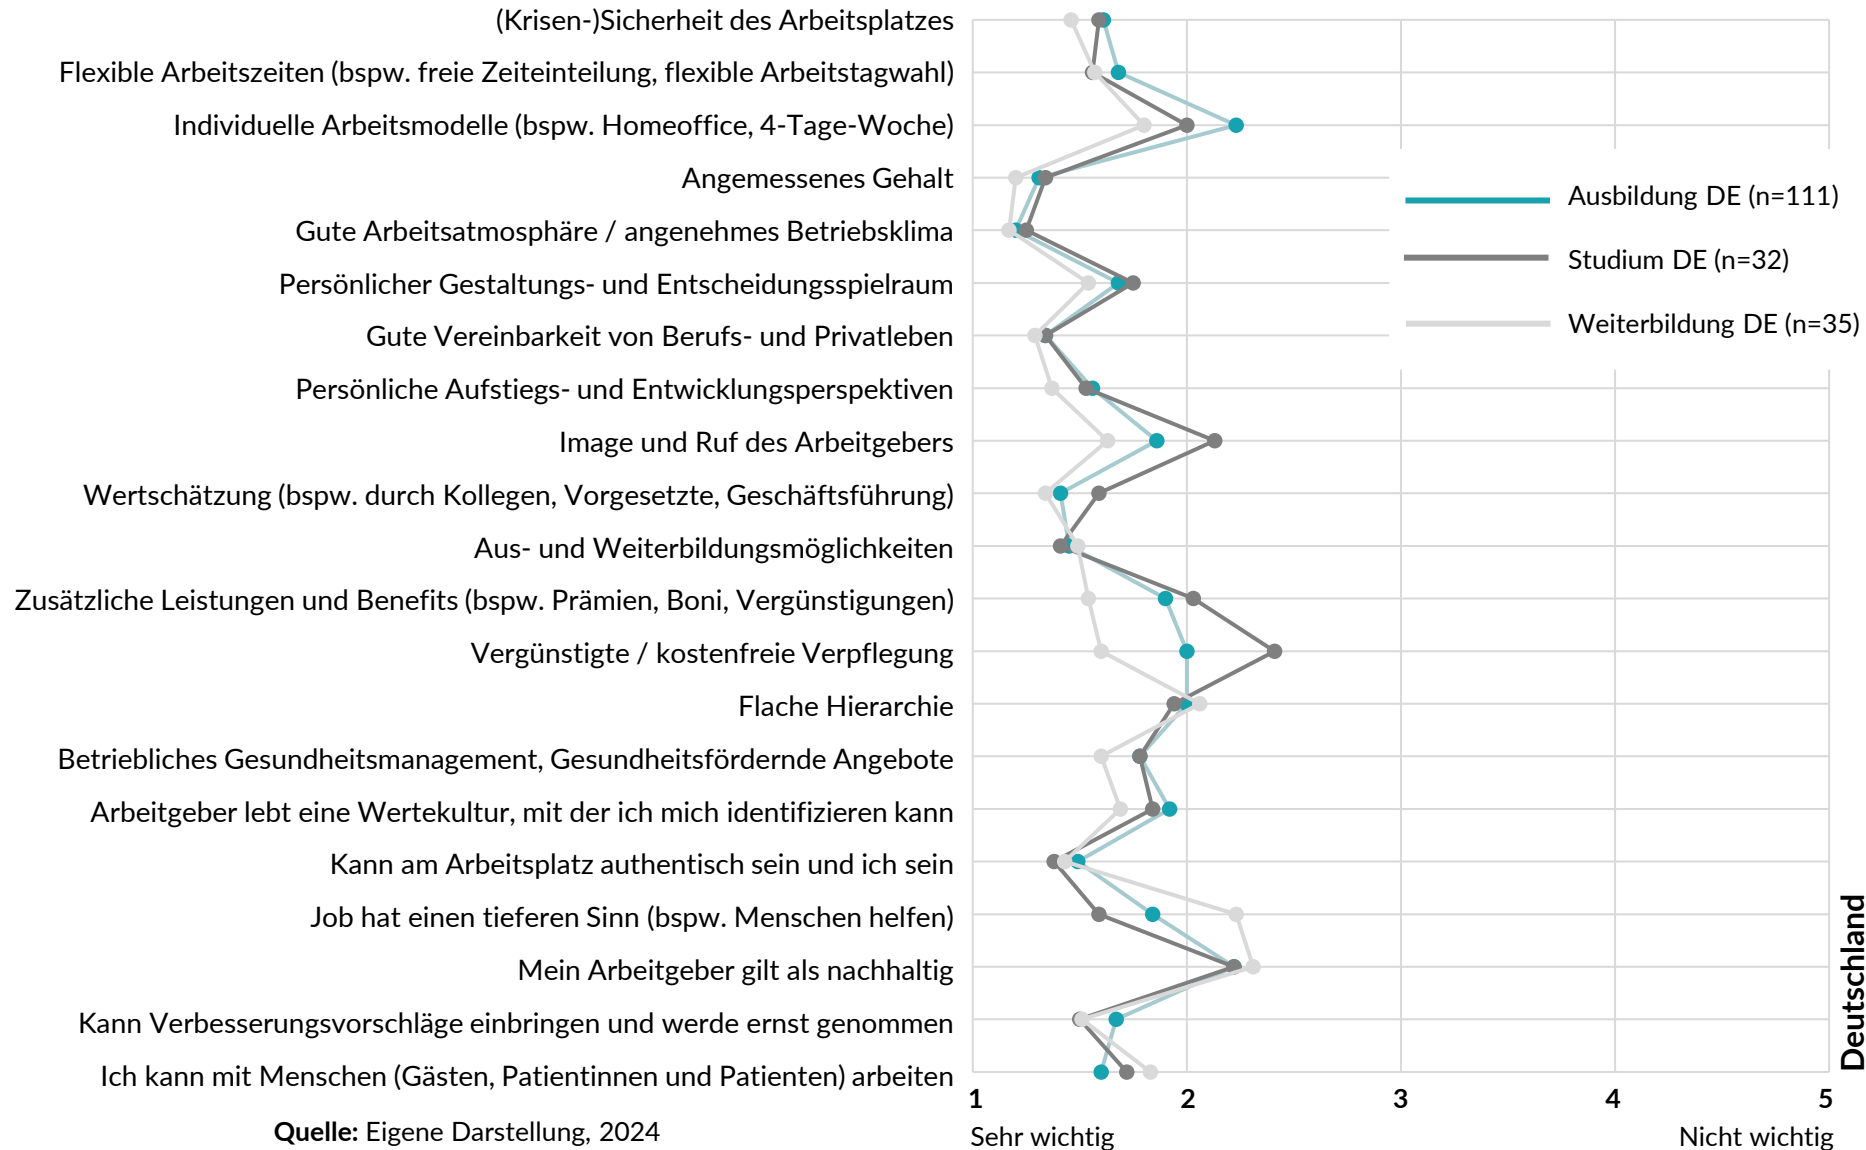 (Krisen-)Sicherheit des Arbeitsplatzes
Flexible Arbeitszeiten (bspw. freie Zeiteinteilung, flexible Arbeitstagwahl)
Individuelle Arbeitsmodelle (bspw. Homeoffice, 4-Tage-Woche)
Angemessenes Gehalt
Gute Arbeitsatmosphäre / angenehmes Betriebsklima
Persönlicher Gestaltungs- und Entscheidungsspielraum
Gute Vereinbarkeit von Berufs- und Privatleben
Persönliche Aufstiegs- und Entwicklungsperspektiven
Image und Ruf des Arbeitgebers
Wertschätzung (bspw. durch Kollegen, Vorgesetzte, Geschäftsführung)
Aus- und Weiterbildungsmöglichkeiten
Zusätzliche Leistungen und Benefits (bspw. Prämien, Boni, Vergünstigungen)
Vergünstigte / kostenfreie Verpflegung
Flache Hierarchie
Betriebliches Gesundheitsmanagement, Gesundheitsfördernde Angebote
Arbeitgeber lebt eine Wertekultur, mit der ich mich identifizieren kann
Kann am Arbeitsplatz authentisch sein und ich sein
Job hat einen tieferen Sinn (bspw. Menschen helfen)
Mein Arbeitgeber gilt als nachhaltig
Kann Verbesserungsvorschläge einbringen und werde ernst genommen
Ich kann mit Menschen (Gästen, Patientinnen und Patienten) arbeiten
Ausbildung DE (n=111)
Studium DE (n=32)
Weiterbildung DE (n=35)
Deutschland
1 2 3 4 5
Sehr wichtig Nicht wichtig
Quelle: Eigene Darstellung, 2024